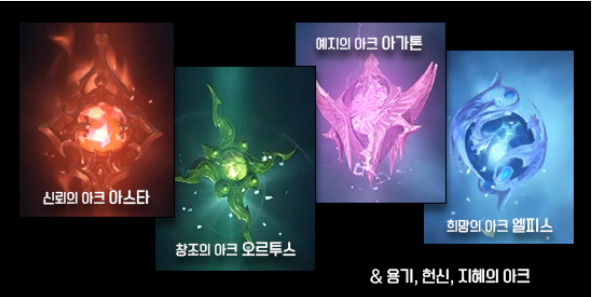 신뢰의 아크 아스타
창조의 아크 오르투스
예지의 아크 아가톤
희망의 아크 엘피스
& 용기, 헌신, 지혜의 아크